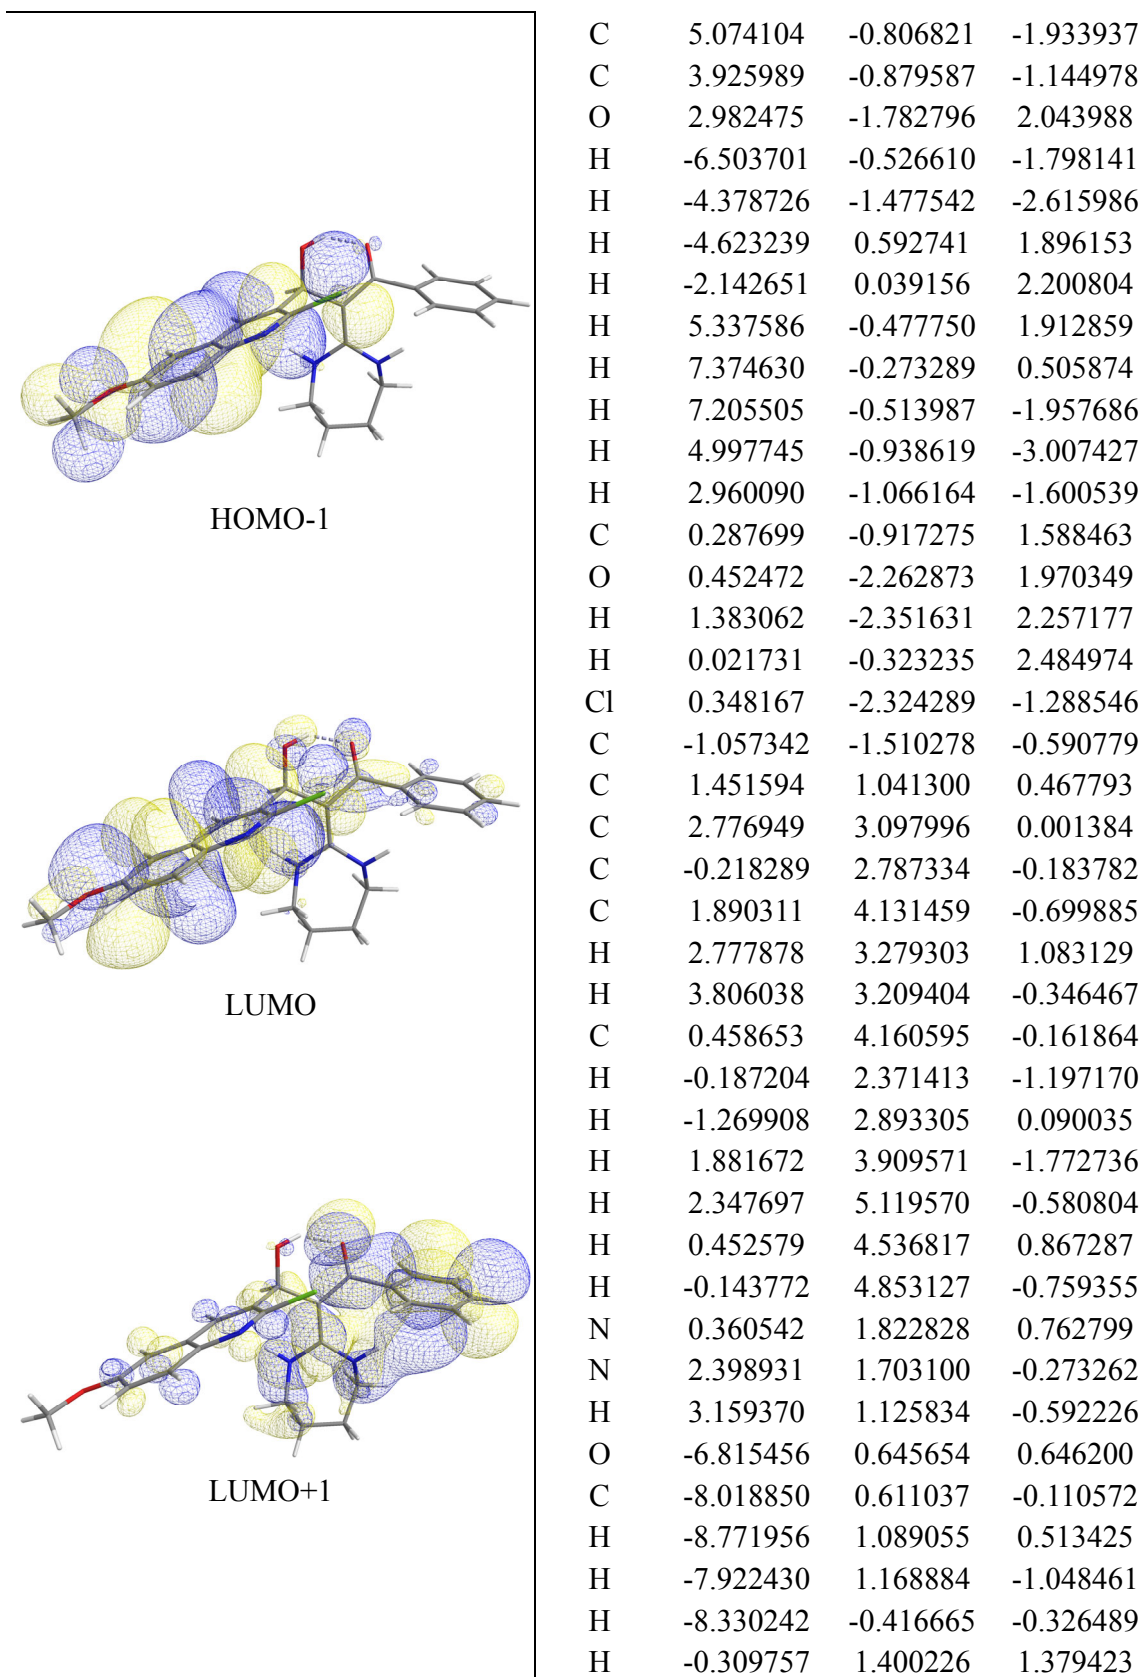 HOMO-1
LUMO
LUMO+1
C 5.074104 -0.806821 -1.933937
C 3.925989 -0.879587 -1.144978
O 2.982475 -1.782796 2.043988
H -6.503701 -0.526610 -1.798141
H -4.378726 -1.477542 -2.615986
H -4.623239 0.592741 1.896153
H -2.142651 0.039156 2.200804
H 5.337586 -0.477750 1.912859
H 7.374630 -0.273289 0.505874
H 7.205505 -0.513987 -1.957686
H 4.997745 -0.938619 -3.007427
H 2.960090 -1.066164 -1.600539
C 0.287699 -0.917275 1.588463
O 0.452472 -2.262873 1.970349
H 1.383062 -2.351631 2.257177
H 0.021731 -0.323235 2.484974
Cl 0.348167 -2.324289 -1.288546
C -1.057342 -1.510278 -0.590779
C 1.451594 1.041300 0.467793
C 2.776949 3.097996 0.001384
C -0.218289 2.787334 -0.183782
C 1.890311 4.131459 -0.699885
H 2.777878 3.279303 1.083129
H 3.806038 3.209404 -0.346467
C 0.458653 4.160595 -0.161864
H -0.187204 2.371413 -1.197170
H -1.269908 2.893305 0.090035
H 1.881672 3.909571 -1.772736
H 2.347697 5.119570 -0.580804
H 0.452579 4.536817 0.867287
H -0.143772 4.853127 -0.759355
N 0.360542 1.822828 0.762799
N 2.398931 1.703100 -0.273262
H 3.159370 1.125834 -0.592226
O -6.815456 0.645654 0.646200
C -8.018850 0.611037 -0.110572
H -8.771956 1.089055 0.513425
H -7.922430 1.168884 -1.048461
H -8.330242 -0.416665 -0.326489
H -0.309757 1.400226 1.379423